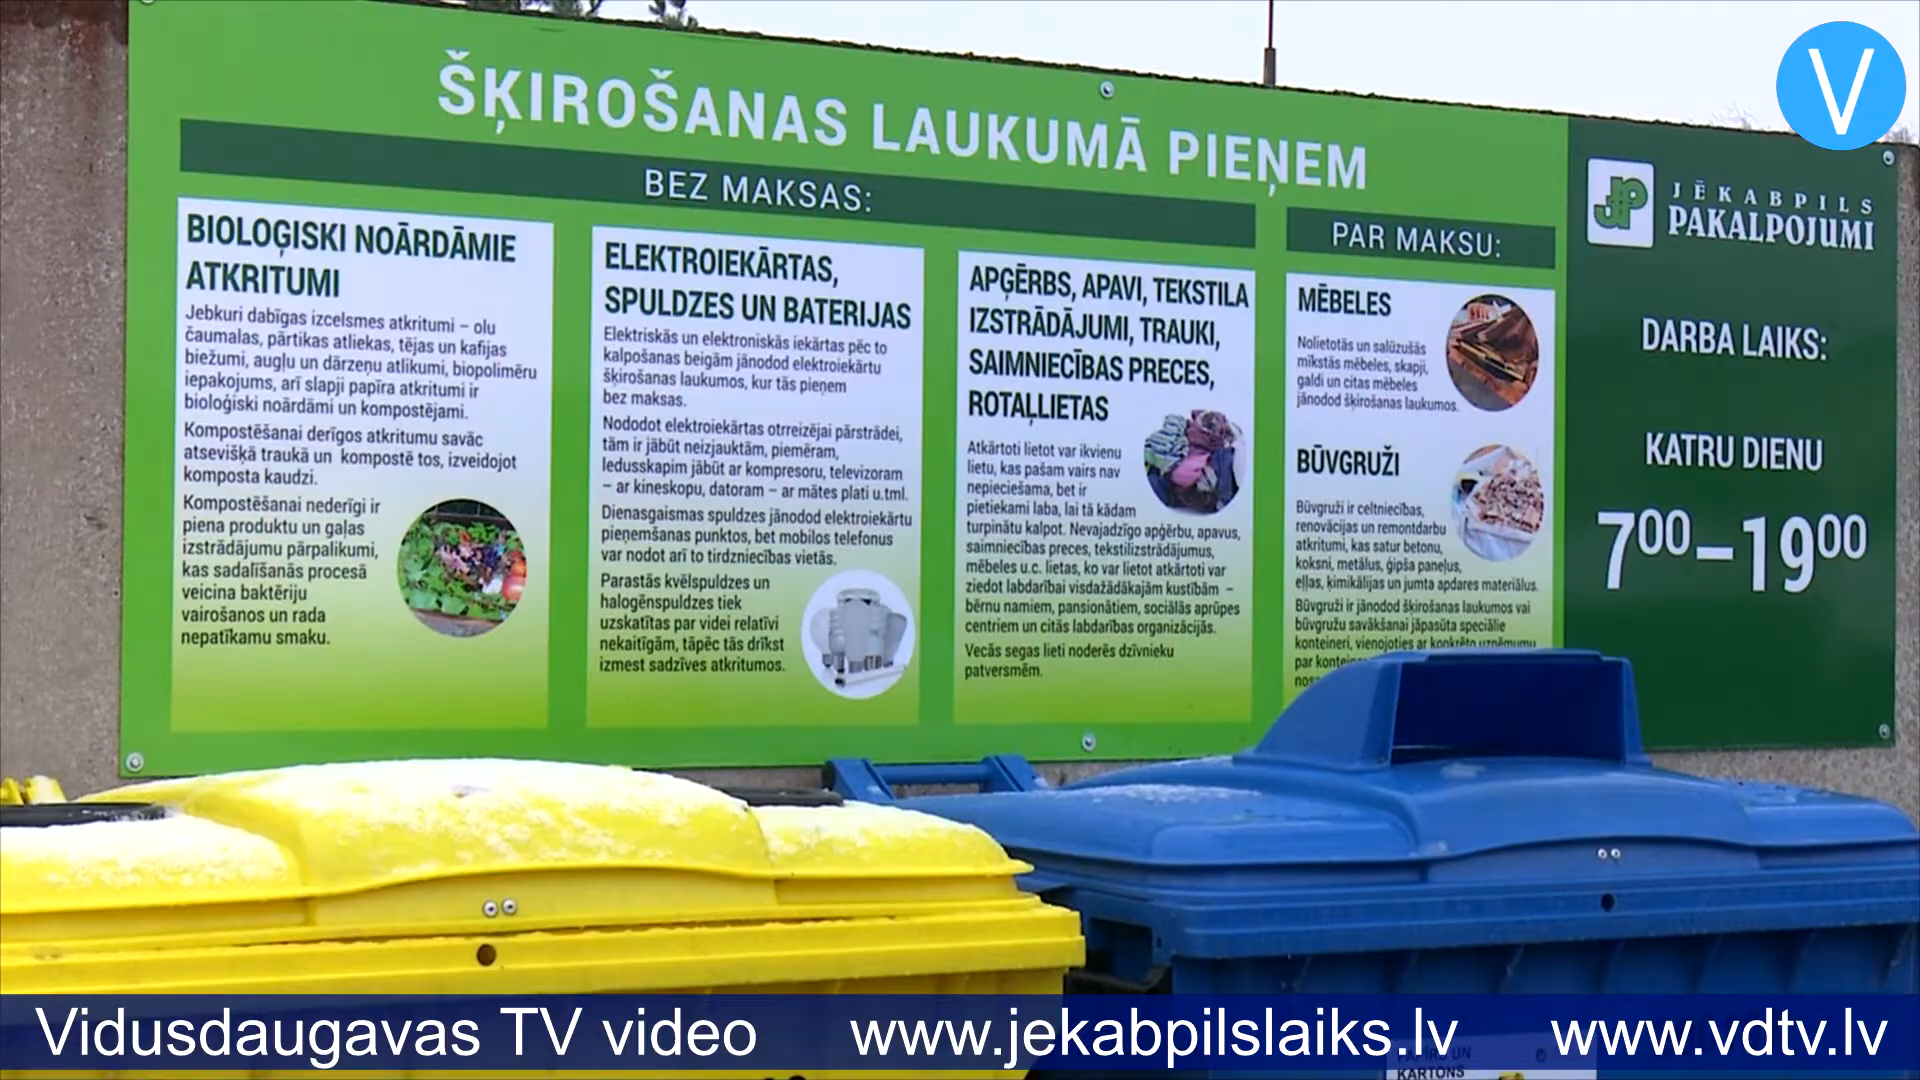 ŠĶIROŠANAS LAUKUMĀ PIEŅEM
BEZ MAKSAS:
BIOLOĢISKI NOĀRDĀMIE
ATKRITUMI
Jebkuri dabīgas izcelsmes atkritumi – olu
čaumalas, pārtikas atliekas, tējas un kafijas
biežumi, augļu un dārzeņu atlikumi, biopolimēru
iepakojums, arī slapji papīra atkritumi ir
bioloģiski noārdāmi un kompostējami.
Kompostēšanai derīgos atkritumu savāc
atsevišķā traukā un kompostē tos, izveidojot
komposta kaudzi.
Kompostēšanai nederīgi ir
piena produktu un gaļas
izstrādājumu pārpalikumi,
kas sadalīšanās procesā
veicina baktēriju
vairošanos un rada
nepatīkamu smaku.
ELEKTROIEKĀRTAS,
SPULDZES UN BATERIJAS
Elektriskās un elektroniskās iekārtas pēc to
kalpošanas beigām jānodod elektroiekārtu
šķirošanas laukumos, kur tās pieņem
bez maksas.
Nododot elektroiekārtas otrreizējai pārstrādei,
tām ir jābūt neizjauktām, piemēram,
ledusskapim jābūt ar kompresoru, televizoram
– ar kineskopu, datoram – ar mātes plati u.tml.
Dienasgaismas spuldzes jānodod elektroiekārtu
pieņemšanas punktos, bet mobilos telefonus
var nodot arī to tirdzniecības vietās.
Parastās kvēlspuldzes un
halogēnspuldzes tiek
uzskatītas par videi relatīvi
nekaitīgām, tāpēc tās drīkst
izmest sadzīves atkritumos.
APĢĒRBS, APAVI, TEKSTILA
IZSTRĀDĀJUMI, TRAUKI,
SAIMNIECĪBAS PRECES,
ROTAĻLIETAS
Atkārtoti lietot var ikvienu
lietu, kas pašam vairs nav
nepieciešama, bet ir
pietiekami laba, lai tā kādam
turpinātu kalpot. Nevajadzīgo apģērbu, apavus,
saimniecības preces, tekstilizstrādājumus,
mēbeles u.c. lietas, ko var lietot atkārtoti var
ziedot labdarībai visdažādākajām kustībām –
bērnu namiem, pansionātiem, sociālās aprūpes
centriem un citās labdarības organizācijās.
Vecās segas lieti noderēs dzīvnieku
patversmēm.
PAR MAKSU:
MĒBELES
Nolietotās un salūzušās
mīkstās mēbeles, skapji,
galdi un citas mēbeles
jānodod šķirošanas laukumos.
BŪVGRUŽI
Būvgruži ir celtniecības,
renovācijas un remontdarbu
atkritumi, kas satur betonu,
koksni, metālus, ģipša paneļus,
eļļas, ķimikālijas un jumta apdares materiālus.
Būvgruži ir jānodod šķirošanas laukumos vai
būvgružu savākšanai jāpasūta speciālie
konteineri, vienojoties ar konkrēto uzņēmumu
par
JP JĒKABPILS
PAKALPOJUMI
DARBA LAIKS:
KATRU DIENU
700–1900
V
Vidusdaugavas TV video www.jekabpilslaiks.lv www.vdtv.lv
PAPĪRS UN
KARTONS